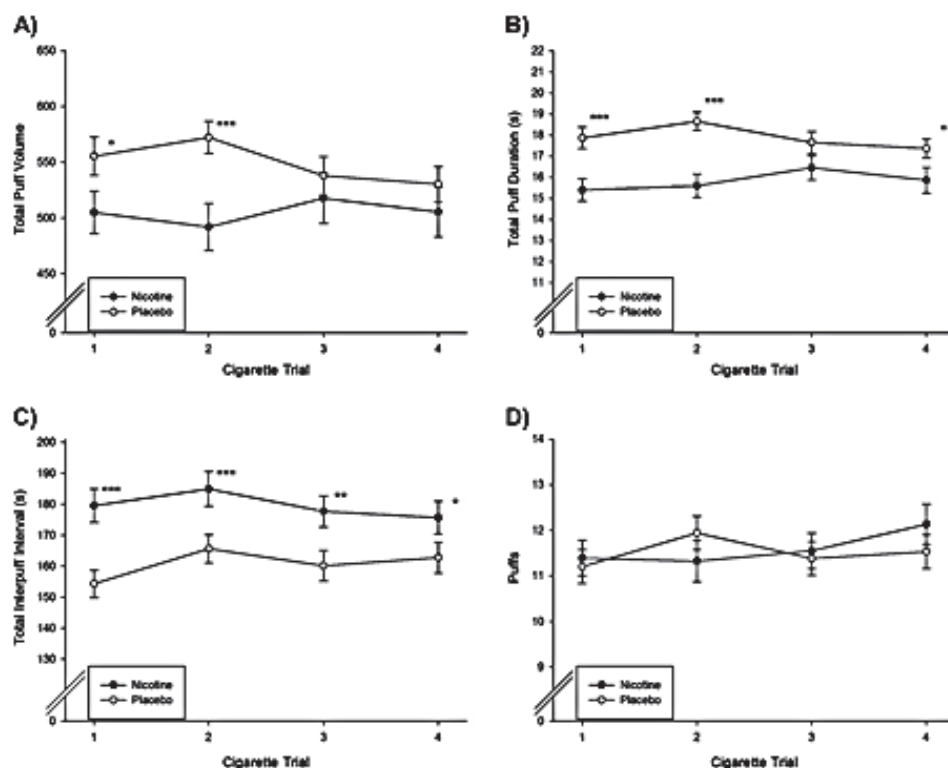 A)
650
600
550
500
450
0
Total Puff Volume
*
***
Nicotine
Placebo
1 2 3 4
Cigarette Trial
B)
22
21
20
19
18
17
16
15
14
13
12
11
0
Total Puff Duration (s)
***
***
*
Nicotine
Placebo
1 2 3 4
Cigarette Trial
C)
200
190
180
170
160
150
140
130
0
Total Interpuff Interval (s)
***
***
**
*
Nicotine
Placebo
1 2 3 4
Cigarette Trial
D)
14
13
12
11
10
9
0
Puffs
Nicotine
Placebo
1 2 3 4
Cigarette Trial